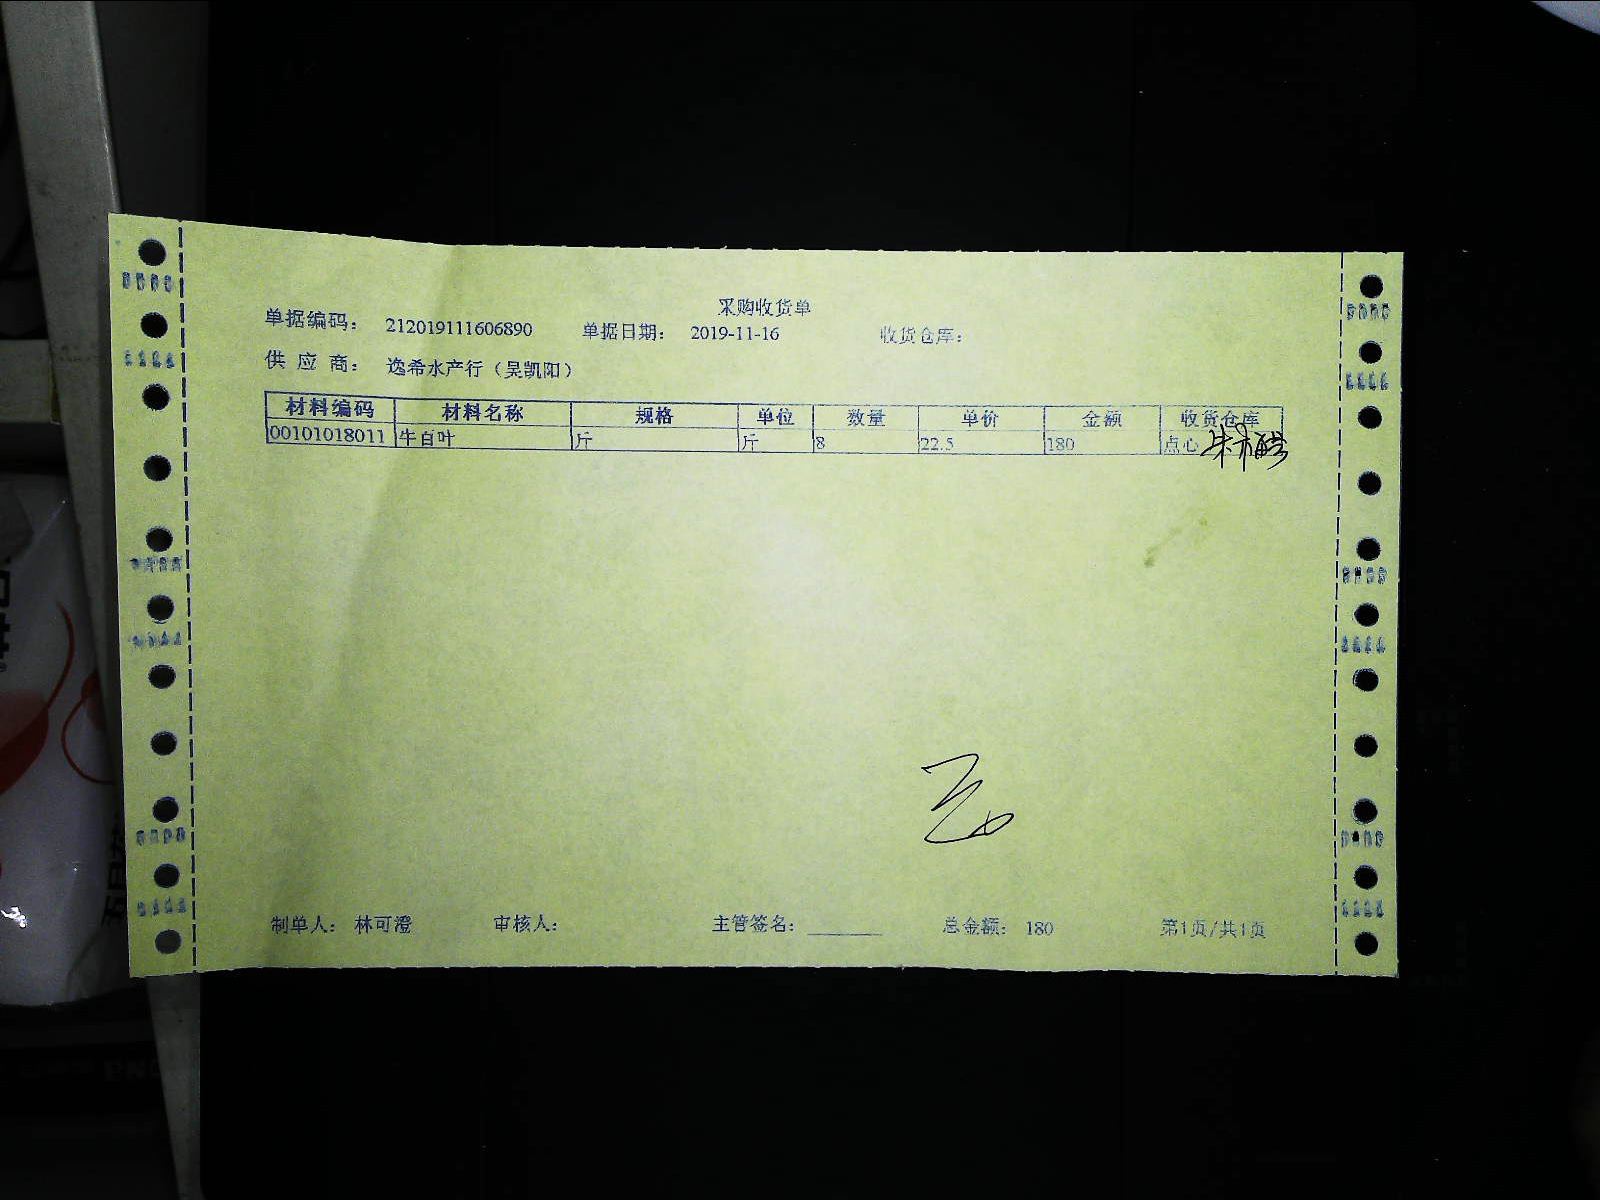 采购收货单
单据编码： 212019111606890 单据日期： 2019-11-16 收货仓库：
供 应 商： 逸希水产行（吴凯阳）
材料编码 材料名称 规格 单位 数量 单价 金额 收货仓库
00101018011 牛百叶 斤 斤 8 22.5 180 点心
制单人： 林可澄 审核人： 主管签名： 总金额： 180 第1页/共1页